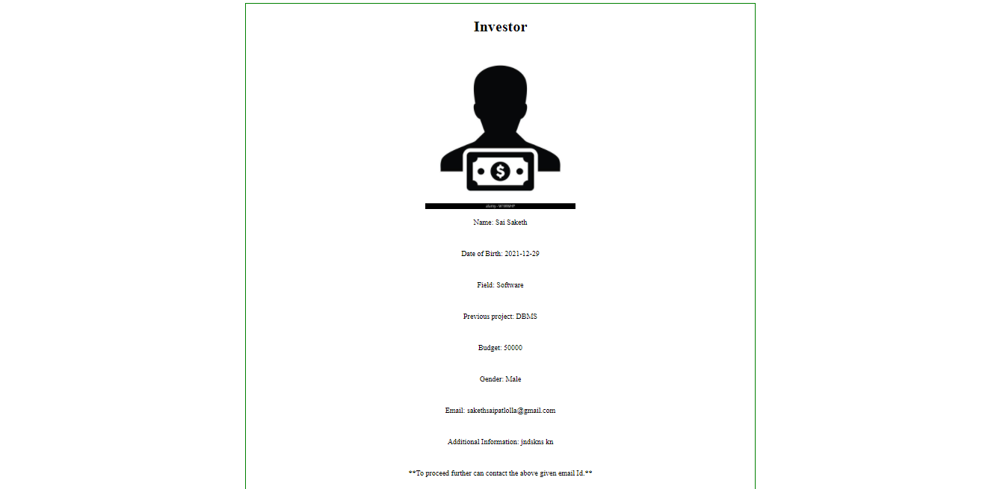 Investor
$
Name: Sai Saketh
Date of Birth: 2021-12-29
Field: Software
Previous project: DBMS
Budget: 50000
Gender: Male
Email: sakethsaipatlolla@gmail.com
Additional Information: jndskns kn
**To proceed further can contact the above given email Id.**